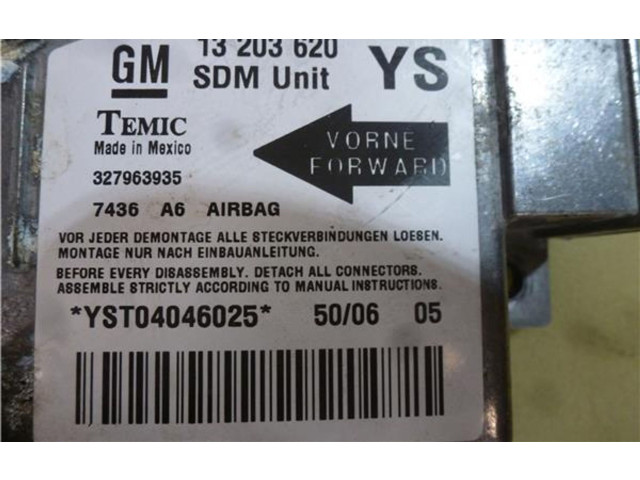 GM 13 203 620 YS
SDM Unit
TEMIC
Made in Mexico
VORNE
FORWARD
327963935
7436 A6 AIRBAG
VOR JEDER DEMONTAGE ALLE STECKVERBINDUNGEN LOESEN.
MONTAGE NUR NACH EINBAUANLEITUNG.
BEFORE EVERY DISASSEMBLY. DETACH ALL CONNECTORS.
ASSEMBLE STRICTLY ACCORDING TO MANUAL INSTRUCTIONS.
*YST04046025* 50/06 05